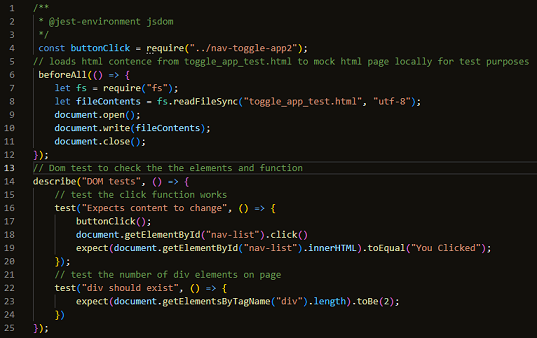 1 /**
2 * @jest-environment jsdom
3 */
4 const buttonClick = require("../nav-toggle-app2");
5 // loads html contence from toggle_app_test.html to mock html page locally for test purposes
6 beforeAll(() => {
7 let fs = require("fs");
8 let fileContents = fs.readFileSync("toggle_app_test.html", "utf-8");
9 document.open();
10 document.write(fileContents);
11 document.close();
12 });
13 // Dom test to check the the elements and function
14 describe("DOM tests", () => {
15 // test the click function works
16 test("Expects content to change", () => {
17 buttonClick();
18 document.getElementById("nav-list").click()
19 expect(document.getElementById("nav-list").innerHTML).toEqual("You Clicked");
20 });
21 // test the number of div elements on page
22 test("div should exist", () => {
23 expect(document.getElementsByTagName("div").length).toBe(2);
24 })
25 });